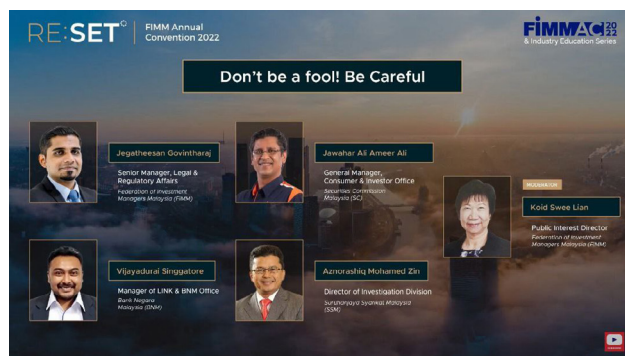 RE:SET
FIMM Annual
Convention 2022
FIMMAC 2022
& Industry Education Series
Don't be a fool! Be Careful
Jegatheesan Govintharaj
Senior Manager, Legal &
Regulatory Affairs
Federation of Investment
Managers Malaysia (FIMM)
Jawahar Ali Ameer Ali
General Manager,
Consumer & Investor Office
Securities Commission
Malaysia (SC)
MODERATOR
Koid Swee Lian
Public Interest Director
Federation of Investment
Managers Malaysia (FIMM)
Vijayadurai Singgatore
Manager of LINK & BNM Office
Bank Negara
Malaysia (BNM)
Aznorashiq Mohamed Zin
Director of Investigation Division
Suruhanjaya Syarikat Malaysia
(SSM)